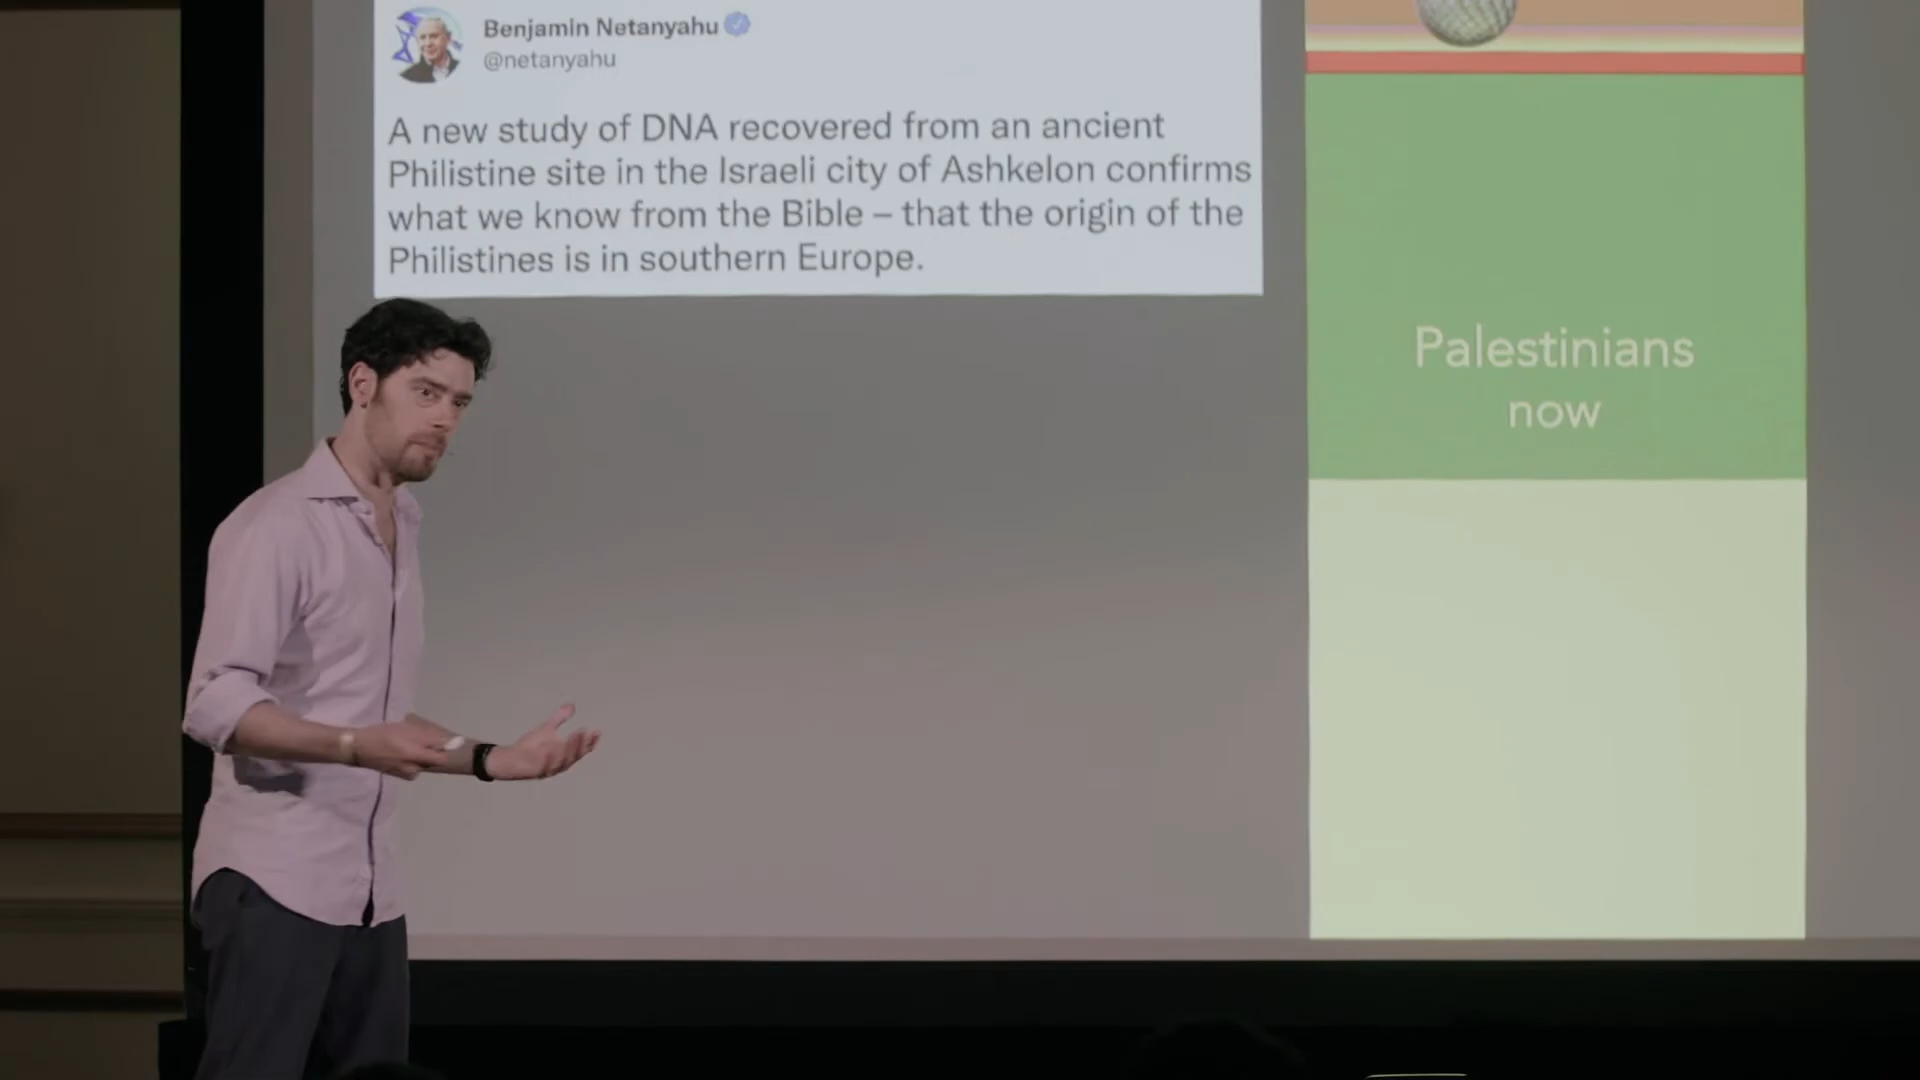 Benjamin Netanyahu
@netanyahu
A new study of DNA recovered from an ancient
Philistine site in the Israeli city of Ashkelon confirms
what we know from the Bible – that the origin of the
Philistines is in southern Europe.
Palestinians
now